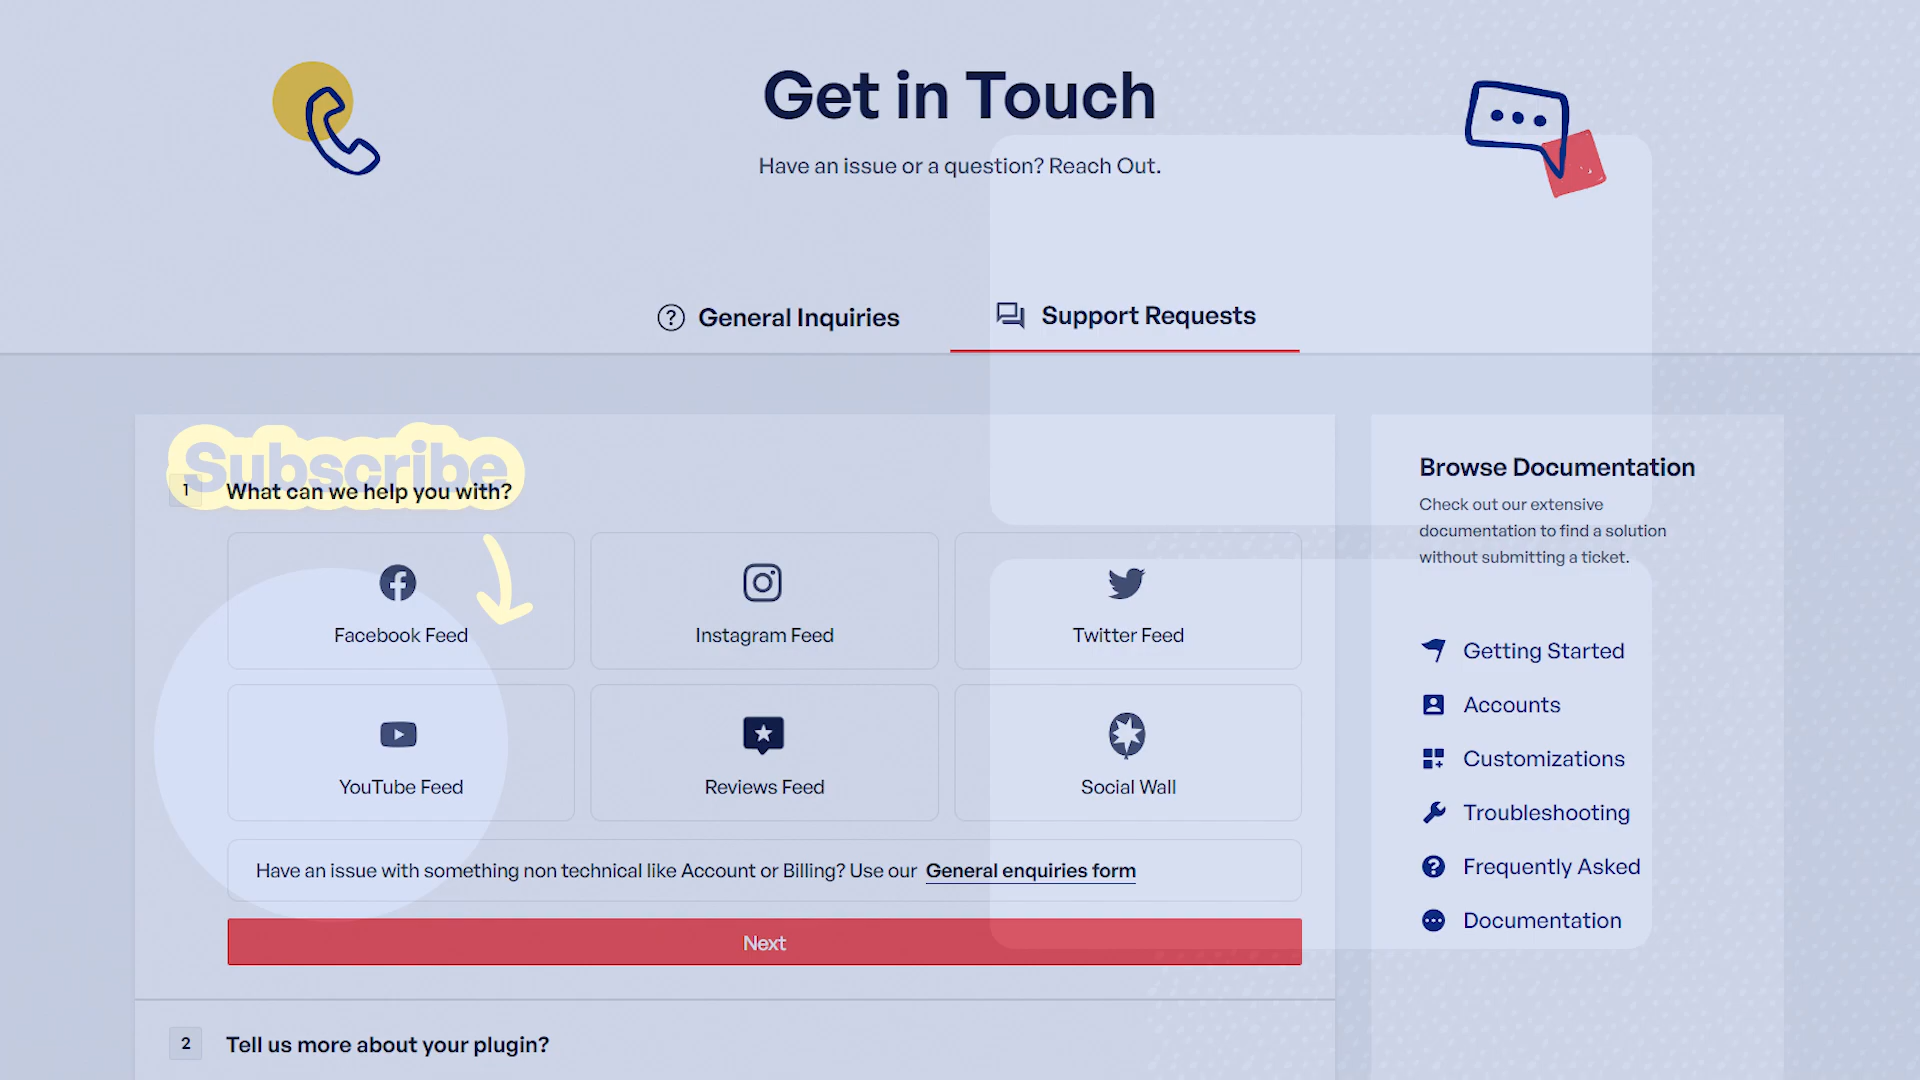 Get in Touch
Have an issue or a question? Reach Out.
General Inquiries
Support Requests
Subscribe
1
What can we help you with?
Facebook Feed
Instagram Feed
Twitter Feed
YouTube Feed
Reviews Feed
Social Wall
Have an issue with something non technical like Account or Billing? Use our General enquiries form
Next
2
Tell us more about your plugin?
Browse Documentation
Check out our extensive
documentation to find a solution
without submitting a ticket.
Getting Started
Accounts
Customizations
Troubleshooting
Frequently Asked
Documentation